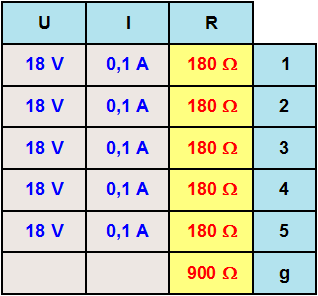 U I R
18 V 0,1 A 180 Ω 1
18 V 0,1 A 180 Ω 2
18 V 0,1 A 180 Ω 3
18 V 0,1 A 180 Ω 4
18 V 0,1 A 180 Ω 5
900 Ω g